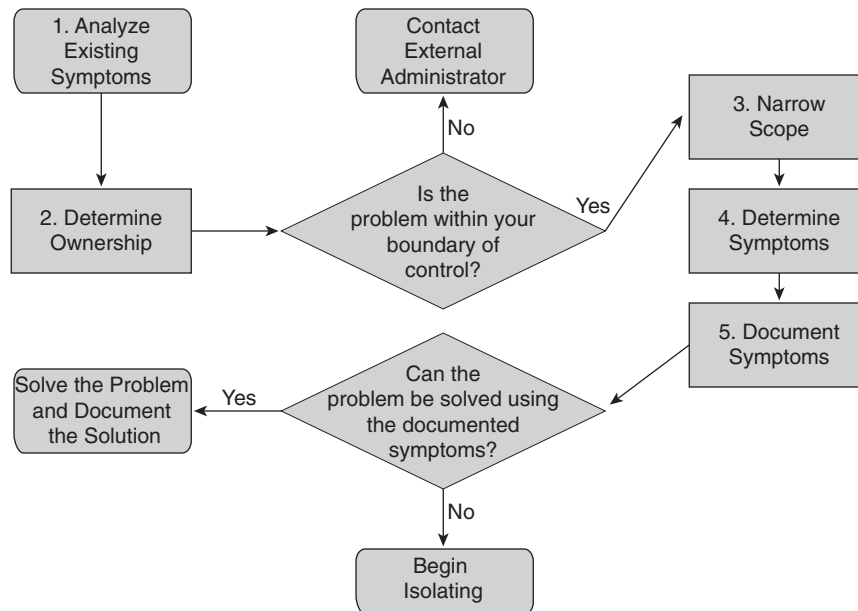 1. Analyze
Existing
Symptoms
2. Determine
Ownership
Is the
problem within your
boundary of
control?
No
Contact
External
Administrator
Yes
3. Narrow
Scope
4. Determine
Symptoms
5. Document
Symptoms
Can the
problem be solved using
the documented
symptoms?
Yes
Solve the Problem
and Document
the Solution
No
Begin
Isolating